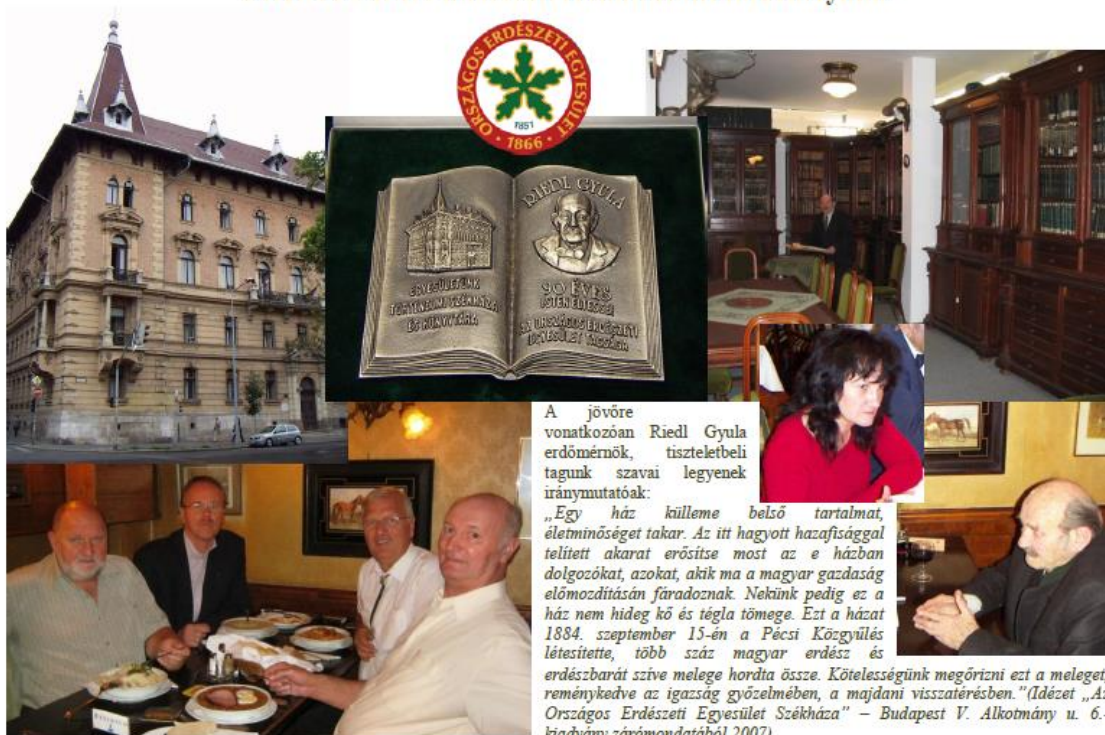 ORSZÁGOS ERDÉSZETI EGYESÜLET
1851
• 1866 •
EGYESÜLETÜNK
TÖRTÉNELMI SZÉKHÁZA
ÉS KÖNYVTÁRA
RIEDL GYULA
90 ÉVES
ISTEN ÉLTESSE!
AZ ORSZÁGOS ERDÉSZETI
EGYESÜLET TAGSÁGA
A jövőre
vonatkozóan Riedl Gyula
erdőmérnök, tiszteletbeli
tagunk szavai legyenek
iránymutatóak:
„Egy ház külleme belső tartalmat,
életminőséget takar. Az itt hagyott hazafisággal
telített akarat erősítse most az e házban
dolgozókat, azokat, akik ma a magyar gazdaság
előmozdításán fáradoznak. Nekünk pedig ez a
ház nem hideg kő és tégla tömege. Ezt a házat
1884. szeptember 15-én a Pécsi Közgyűlés
létesítette, több száz magyar erdész és
erdészbarát szíve melege hordta össze. Kötelességünk megőrizni ezt a meleget,
reménykedve az igazság győzelmében, a majdani visszatérésben.”(Idézet „Az
Országos Erdészeti Egyesület Székháza” – Budapest V. Alkotmány u. 6.-
kiadvány zárómondatából 2007)